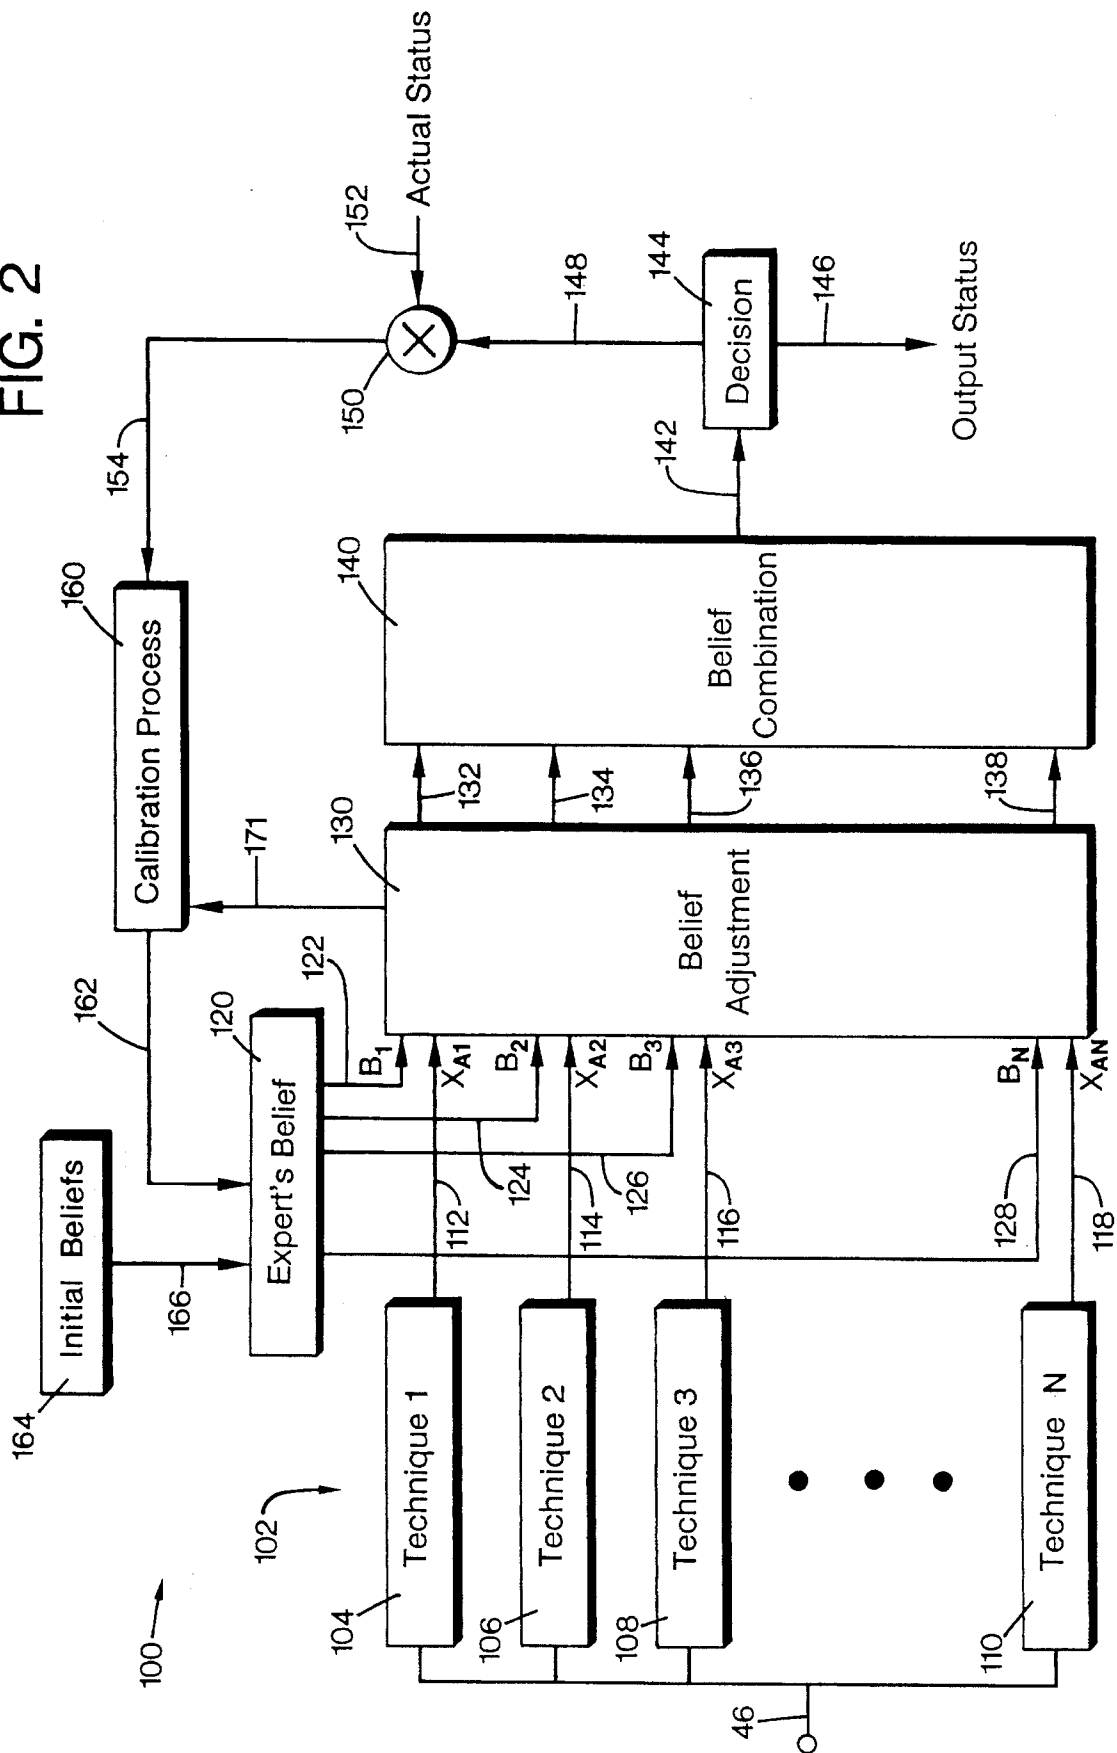 FIG. 2
164
Initial Beliefs
166
162
160
Calibration Process
154
120
Expert's Belief
122
171
150
152
Actual Status
100
102
104
Technique 1
112
B1
XA1
130
Belief
Adjustment
132
140
Belief
Combination
148
106
Technique 2
114
124
B2
XA2
134
108
Technique 3
116
126
B3
XA3
136
142
144
Decision
146
Output Status
46
110
Technique N
118
128
BN
XAN
138